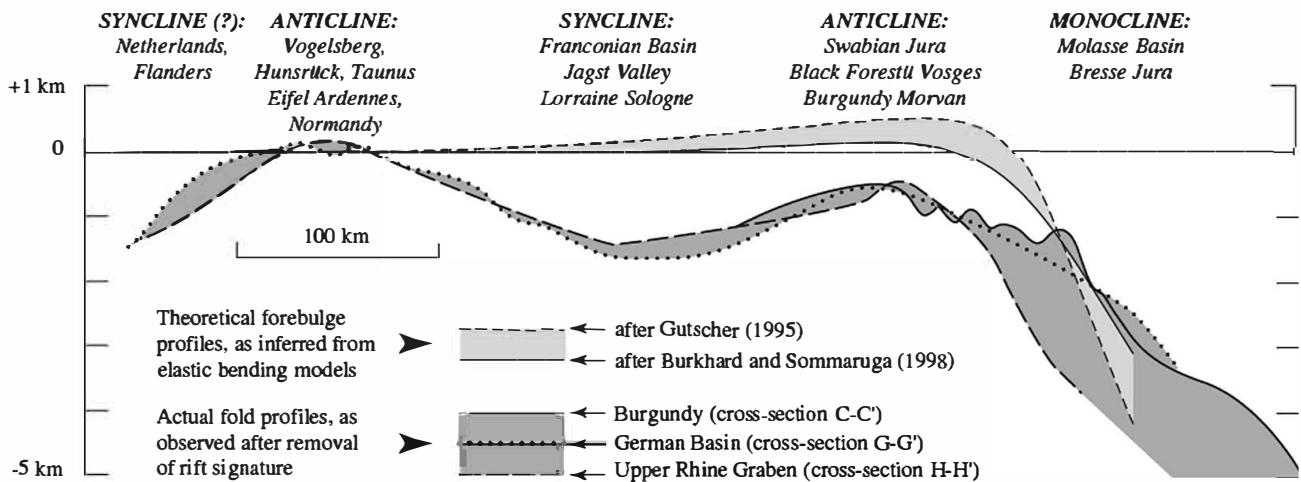 SYNCLINE (?):
Netherlands,
Flanders
ANTICLINE:
Vogelsberg,
Hunsrück, Taunus
Eifel Ardennes,
Normandy
SYNCLINE:
Franconian Basin
Jagst Valley
Lorraine Sologne
ANTICLINE:
Swabian Jura
Black Forestü Vosges
Burgundy Morvan
MONOCLINE:
Molasse Basin
Bresse Jura
+1 km
0
-5 km
100 km
Theoretical forebulge
profiles, as inferred from
elastic bending models
after Gutscher (1995)
after Burkhard and Sommaruga (1998)
Actual fold profiles, as
observed after removal
of rift signature
Burgundy (cross-section C-C')
German Basin (cross-section G-G')
Upper Rhine Graben (cross-section H-H')